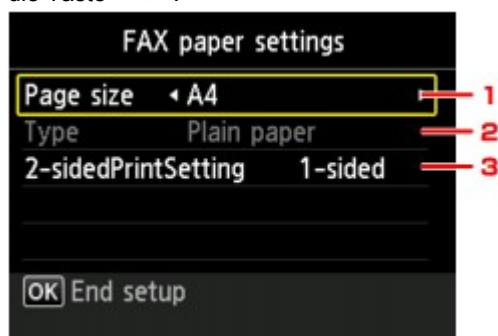 FAX paper settings
Page size A4 1
Type Plain paper 2
2-sidedPrintSetting 1-sided 3
OK End setup